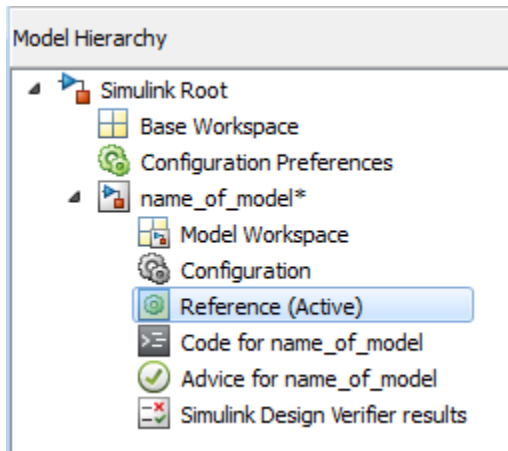 Model Hierarchy
Simulink Root
Base Workspace
Configuration Preferences
name_of_model*
Model Workspace
Configuration
Reference (Active)
Code for name_of_model
Advice for name_of_model
Simulink Design Verifier results